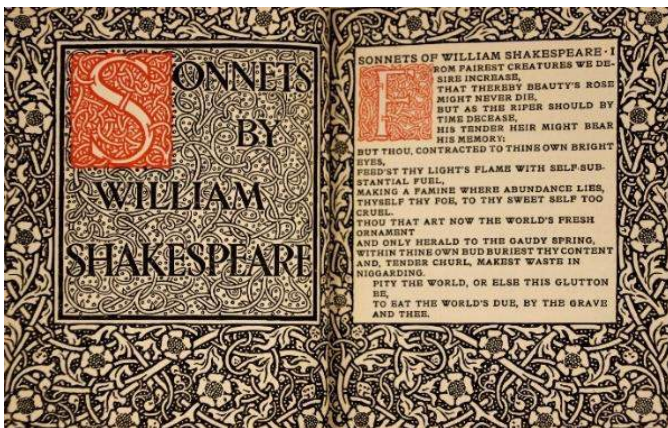 SONNETS
BY
WILLIAM
SHAKESPEARE
SONNETS OF WILLIAM SHAKESPEARE · I
FROM FAIREST CREATURES WE DE-
SIRE INCREASE,
THAT THEREBY BEAUTY'S ROSE
MIGHT NEVER DIE,
BUT AS THE RIPER SHOULD BY
TIME DECEASE,
HIS TENDER HEIR MIGHT BEAR
HIS MEMORY:
BUT THOU, CONTRACTED TO THINE OWN BRIGHT
EYES,
FEED'ST THY LIGHT'S FLAME WITH SELF-SUB-
STANTIAL FUEL,
MAKING A FAMINE WHERE ABUNDANCE LIES,
THYSELF THY FOE, TO THY SWEET SELF TOO
CRUEL.
THOU THAT ART NOW THE WORLD'S FRESH
ORNAMENT
AND ONLY HERALD TO THE GAUDY SPRING,
WITHIN THINE OWN BUD BURIEST THY CONTENT
AND, TENDER CHURL, MAKEST WASTE IN
NIGGARDING.
PITY THE WORLD, OR ELSE THIS GLUTTON
BE,
TO EAT THE WORLD'S DUE, BY THE GRAVE
AND THEE.